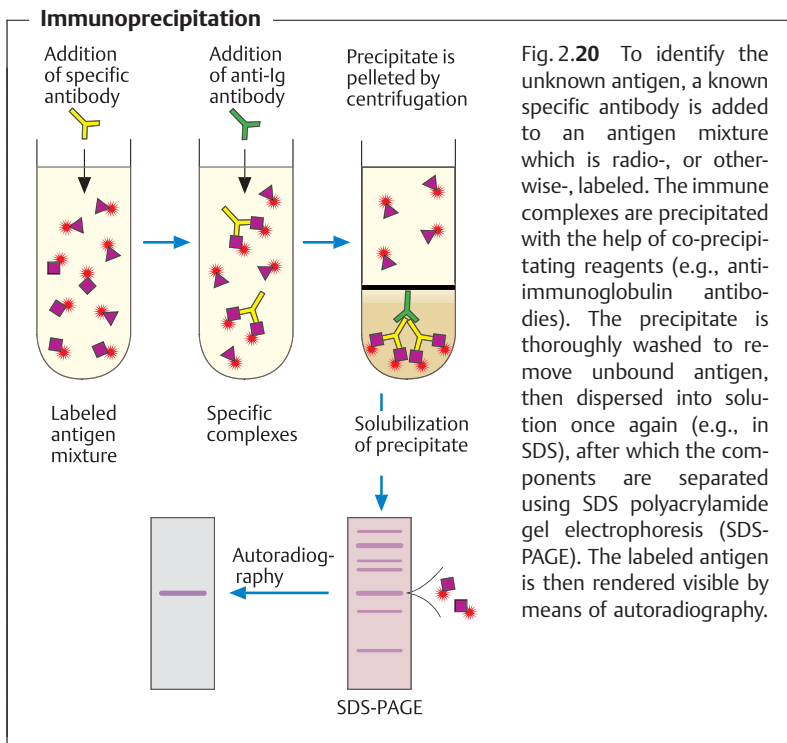 Immunoprecipitation
Addition
of specific
antibody
Addition
of anti-Ig
antibody
Precipitate is
pelleted by
centrifugation
Labeled
antigen
mixture
Specific
complexes
Solubilization
of precipitate
Autoradiog-
raphy
SDS-PAGE
Fig. 2.20 To identify the
unknown antigen, a known
specific antibody is added
to an antigen mixture
which is radio-, or other-
wise-, labeled. The immune
complexes are precipitated
with the help of co-precipi-
tating reagents (e.g., anti-
immunoglobulin antibo-
dies). The precipitate is
thoroughly washed to re-
move unbound antigen,
then dispersed into solu-
tion once again (e.g., in
SDS), after which the com-
ponents are separated
using SDS polyacrylamide
gel electrophoresis (SDS-
PAGE). The labeled antigen
is then rendered visible by
means of autoradiography.